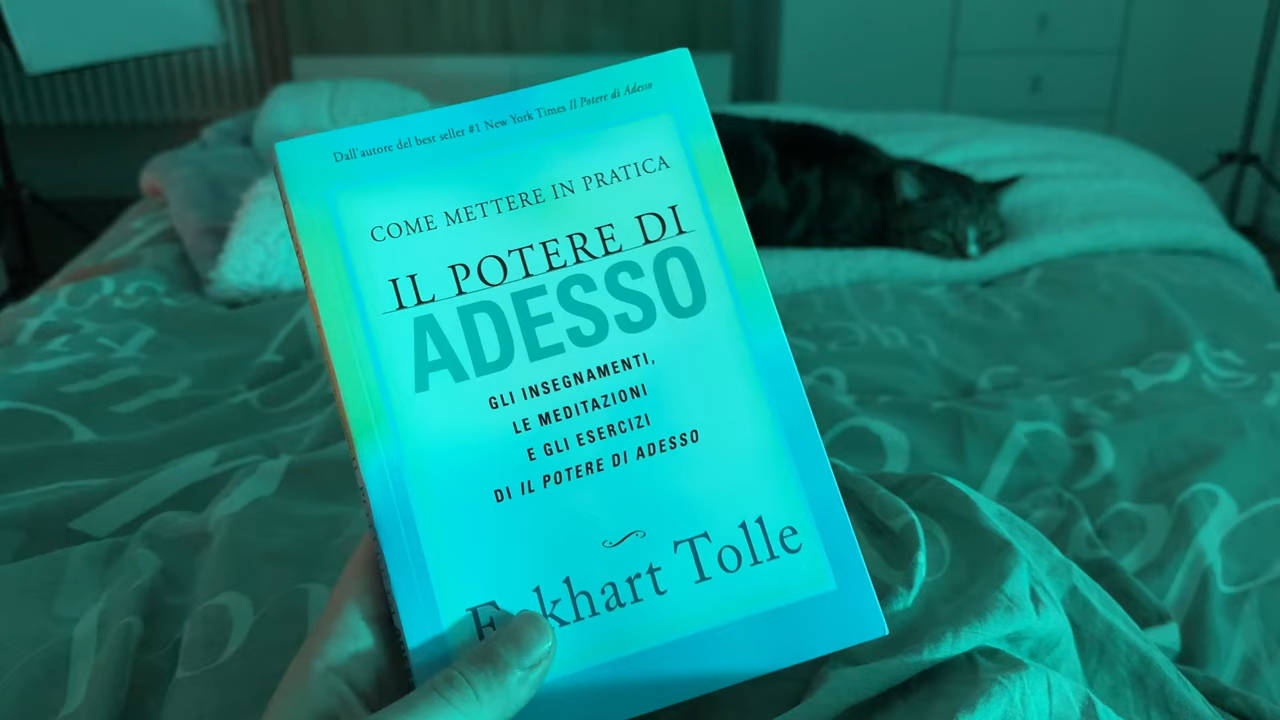 Dall'autore del best seller #1 New York Times Il Potere di Adesso
COME METTERE IN PRATICA
IL POTERE DI
ADESSO
GLI INSEGNAMENTI,
LE MEDITAZIONI
E GLI ESERCIZI
DI IL POTERE DI ADESSO
Eckhart Tolle